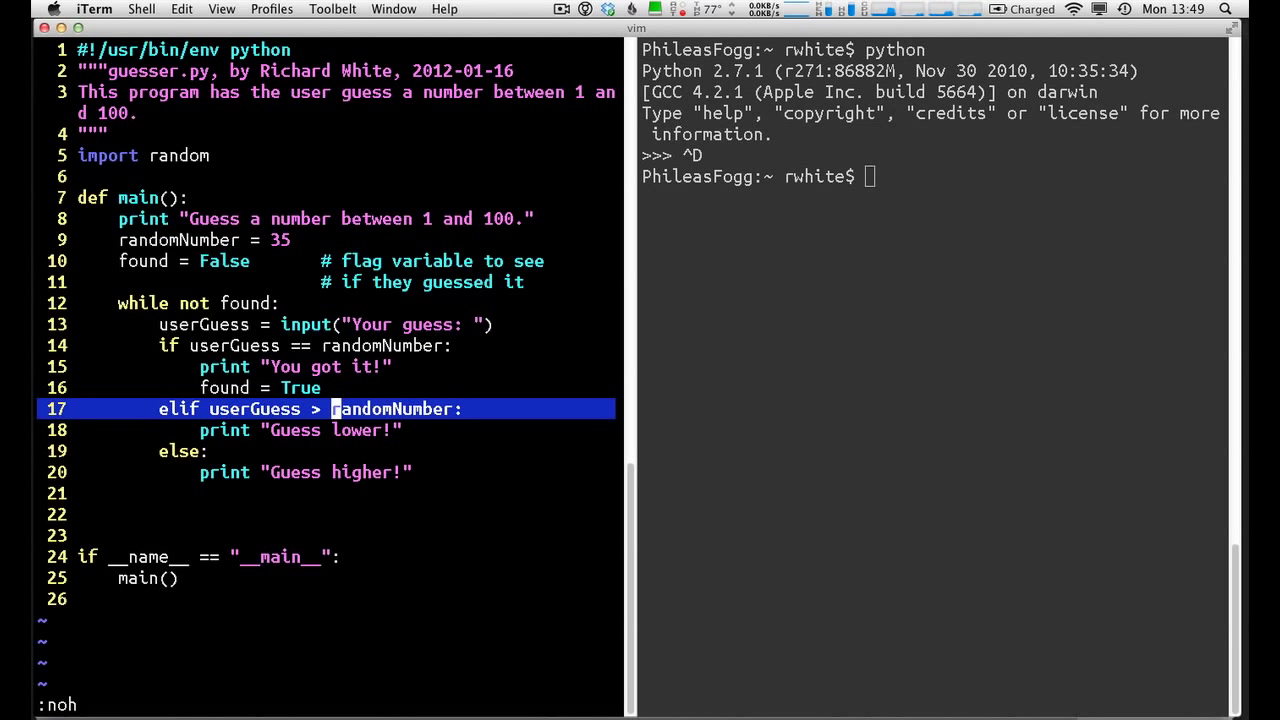 iTerm Shell Edit View Profiles Toolbelt Window Help 77° 0.0KB/s 0.0KB/s Charged Mon 13:49
vim
1 #!/usr/bin/env python
2 """guesser.py, by Richard White, 2012-01-16
3 This program has the user guess a number between 1 an
d 100.
4 """
5 import random
6
7 def main():
8 print "Guess a number between 1 and 100."
9 randomNumber = 35
10 found = False # flag variable to see
11 # if they guessed it
12 while not found:
13 userGuess = input("Your guess: ")
14 if userGuess == randomNumber:
15 print "You got it!"
16 found = True
17 elif userGuess > randomNumber:
18 print "Guess lower!"
19 else:
20 print "Guess higher!"
21
22
23
24 if __name__ == "__main__":
25 main()
26
~
~
~
~
:noh
PhileasFogg:~ rwhite$ python
Python 2.7.1 (r271:86882M, Nov 30 2010, 10:35:34)
[GCC 4.2.1 (Apple Inc. build 5664)] on darwin
Type "help", "copyright", "credits" or "license" for more
information.
>>> ^D
PhileasFogg:~ rwhite$